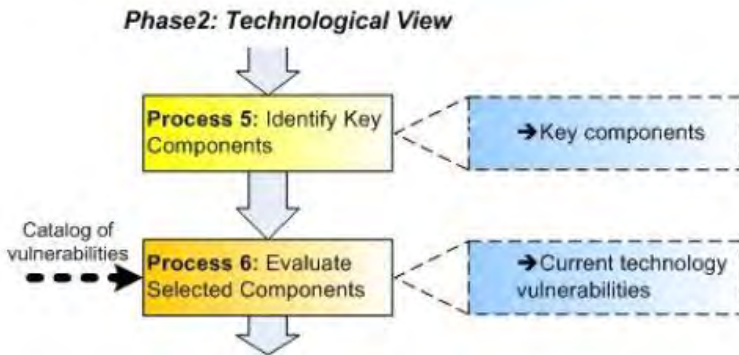 Phase2: Technological View
Process 5: Identify Key
Components
➔Key components
Catalog of
vulnerabilities
Process 6: Evaluate
Selected Components
➔Current technology
vulnerabilities